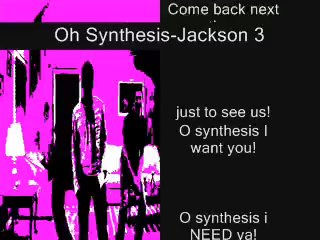 Come back next
Oh Synthesis-Jackson 3
just to see us!
O synthesis I
want you!
O synthesis i
NEED ya!